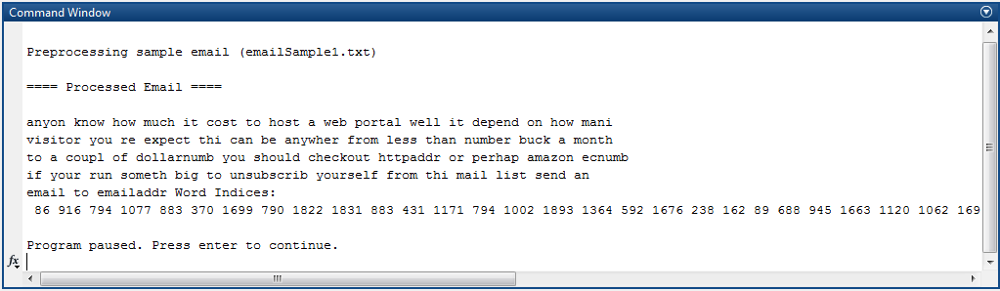 Command Window
Preprocessing sample email (emailSample1.txt)
==== Processed Email ====
anyon know how much it cost to host a web portal well it depend on how mani
visitor you re expect thi can be anywher from less than number buck a month
to a coupl of dollarnumb you should checkout httpaddr or perhap amazon ecnumb
if your run someth big to unsubscrib yourself from thi mail list send an
email to emailaddr Word Indices:
86 916 794 1077 883 370 1699 790 1822 1831 883 431 1171 794 1002 1893 1364 592 1676 238 162 89 688 945 1663 1120 1062 169
Program paused. Press enter to continue.
fx